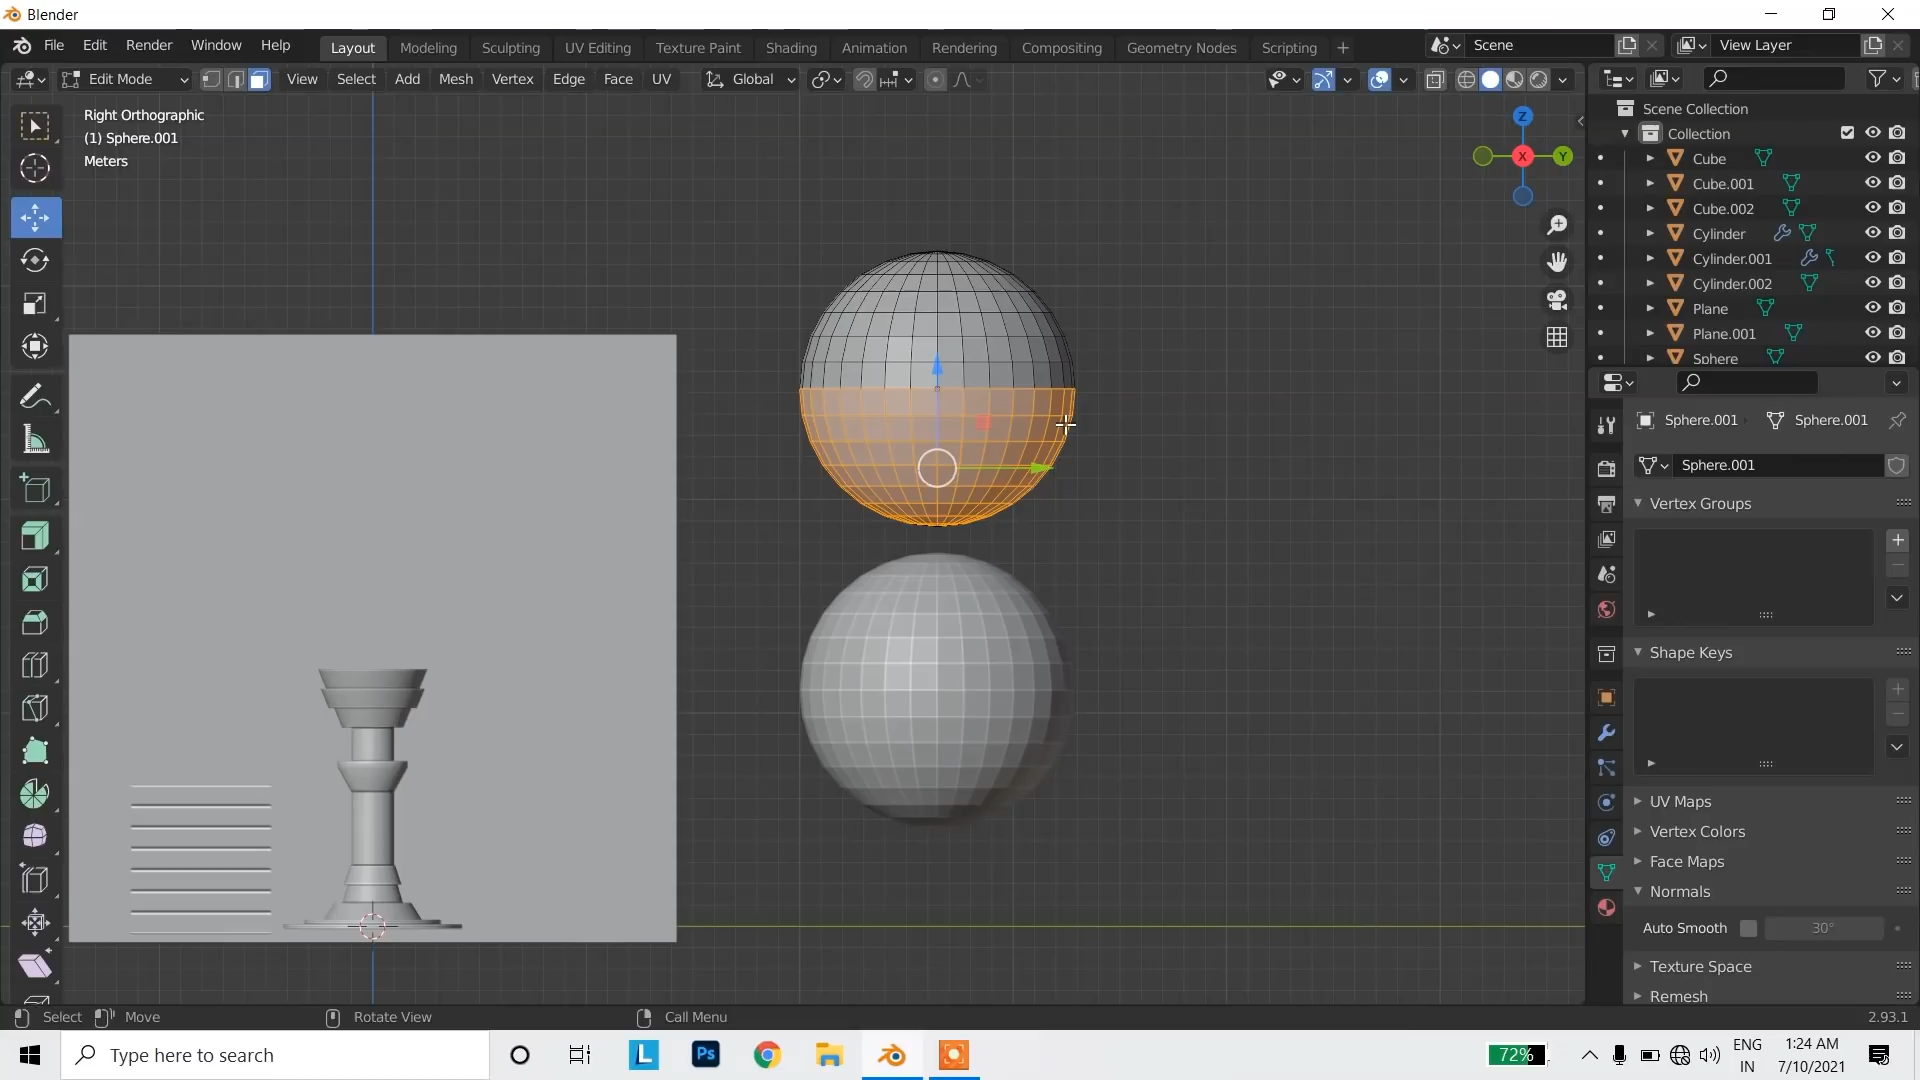 Blender
File Edit Render Window Help Layout Modeling Sculpting UV Editing Texture Paint Shading Animation Rendering Compositing Geometry Nodes Scripting + Scene View Layer
Edit Mode View Select Add Mesh Vertex Edge Face UV Global
Right Orthographic
(1) Sphere.001
Meters
Z
X
Y
Scene Collection
Collection
Cube
Cube.001
Cube.002
Cylinder
Cylinder.001
Cylinder.002
Plane
Plane.001
Sphere
Sphere.001 Sphere.001
Sphere.001
Vertex Groups
Shape Keys
UV Maps
Vertex Colors
Face Maps
Normals
Auto Smooth 30°
Texture Space
Remesh
Select Move Rotate View Call Menu 2.93.1
Type here to search L Ps 72% ENG IN 1:24 AM 7/10/2021